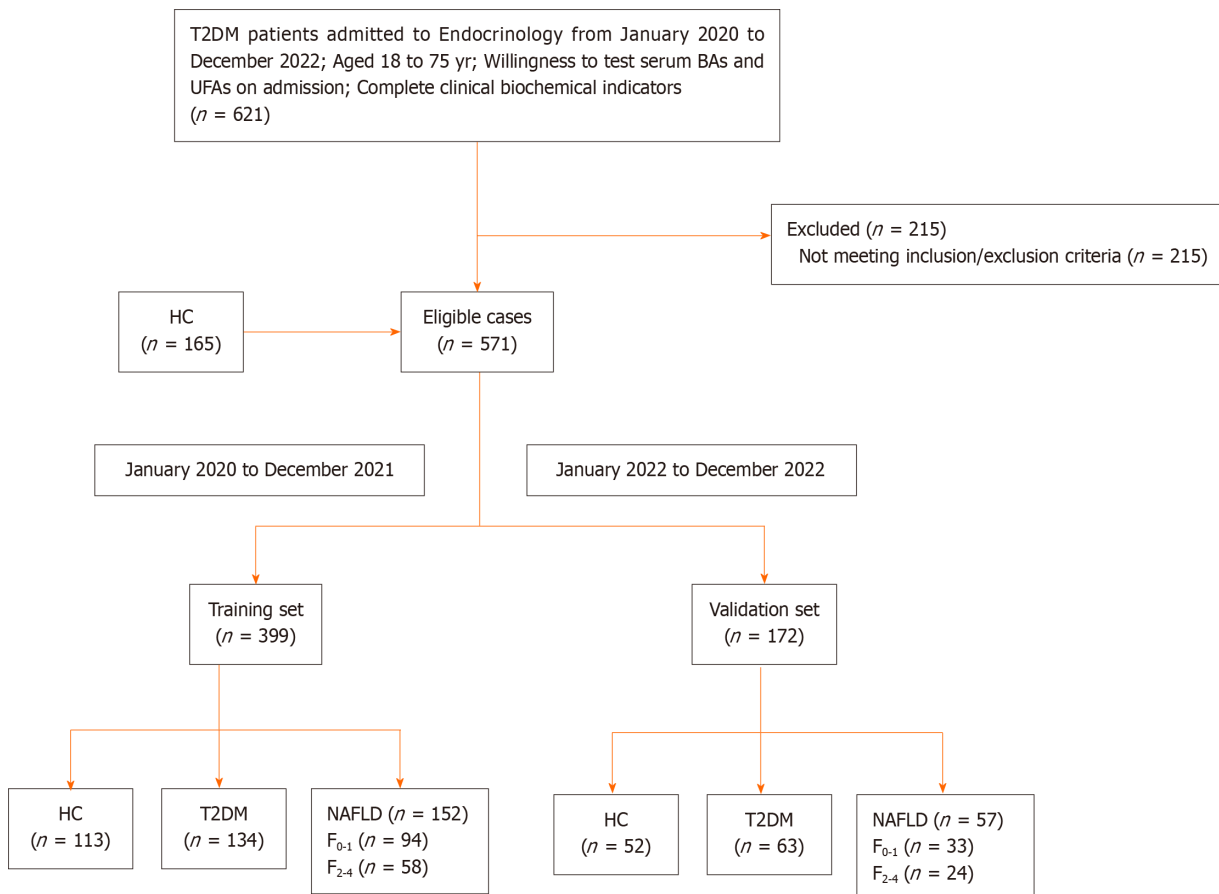 T2DM patients admitted to Endocrinology from January 2020 to
December 2022; Aged 18 to 75 yr; Willingness to test serum BAs and
UFAs on admission; Complete clinical biochemical indicators
(n = 621)
Excluded (n = 215)
Not meeting inclusion/exclusion criteria (n = 215)
HC
(n = 165)
Eligible cases
(n = 571)
January 2020 to December 2021
January 2022 to December 2022
Training set
(n = 399)
Validation set
(n = 172)
HC
(n = 113)
T2DM
(n = 134)
NAFLD (n = 152)
F0-1 (n = 94)
F2-4 (n = 58)
HC
(n = 52)
T2DM
(n = 63)
NAFLD (n = 57)
F0-1 (n = 33)
F2-4 (n = 24)